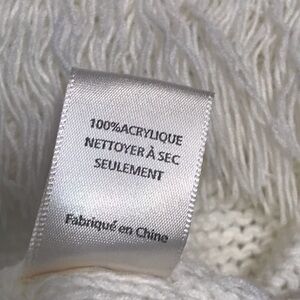 100%ACRYLIQUE
NETTOYER À SEC
SEULEMENT
Fabriqué en Chine